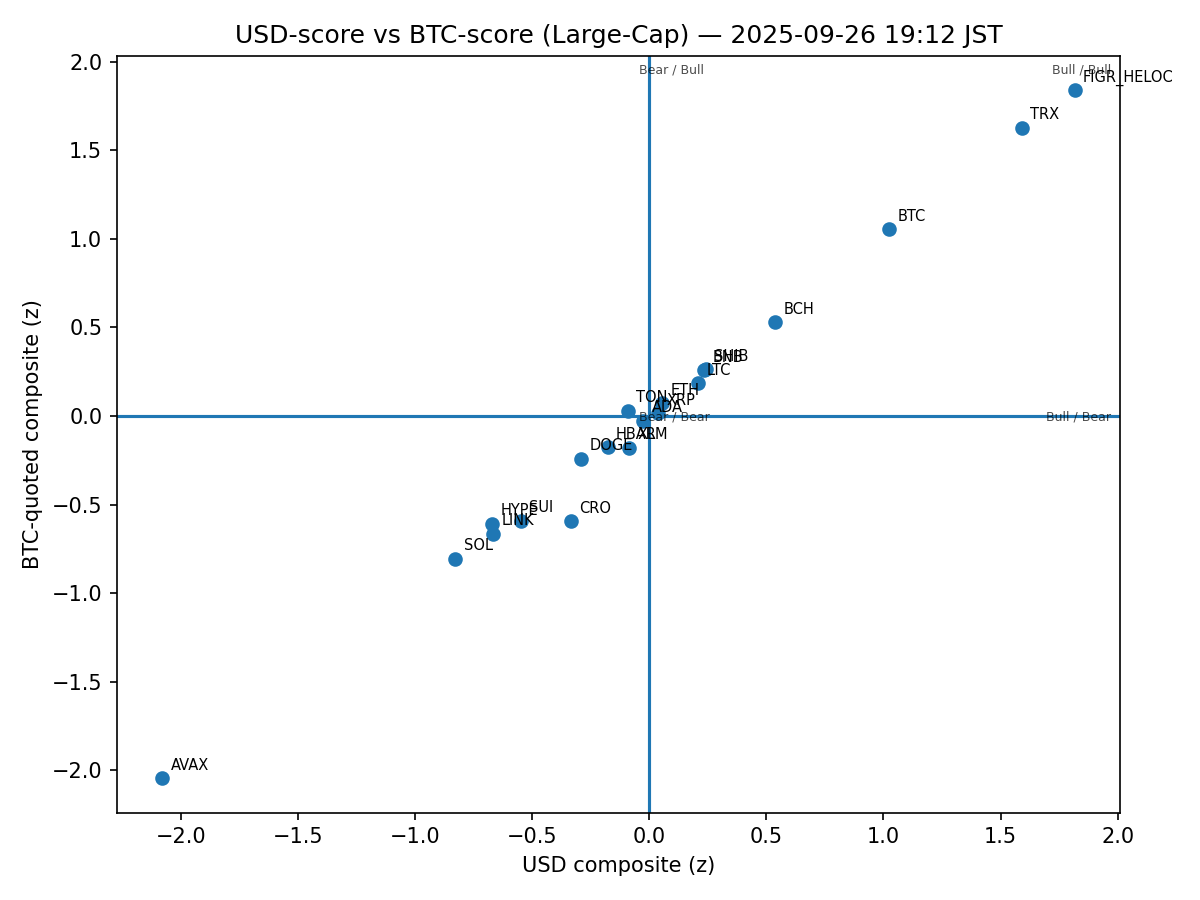 USD-score vs BTC-score (Large-Cap) — 2025-09-26 19:12 JST
Bear / Bull
Bull / Bull
FIGR_HELOC
TRX
BTC
BCH
SHIB
BNB
LTC
ETH
TON
XRP
ADA
Bear / Bear
Bull / Bear
HBAR
XLM
DOGE
HYPE
SUI
CRO
LINK
SOL
AVAX
2.0
1.5
1.0
0.5
0.0
−0.5
−1.0
−1.5
−2.0
BTC-quoted composite (z)
−2.0 −1.5 −1.0 −0.5 0.0 0.5 1.0 1.5 2.0
USD composite (z)